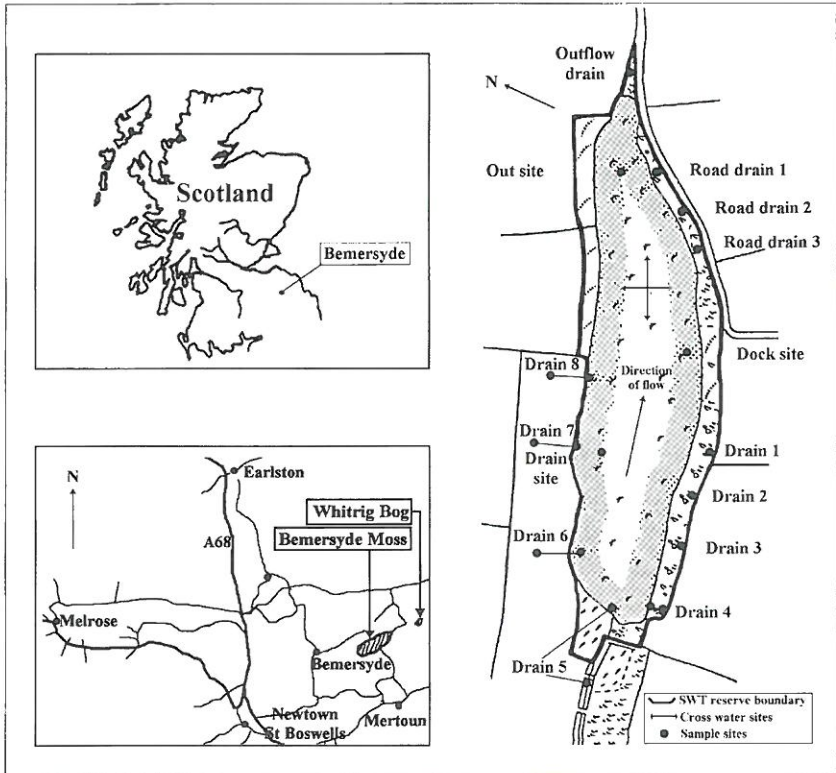 Scotland
Bemersyde
N
Earlston
Whitrig Bog
Bemersyde Moss
A68
Melrose
Bemersyde
Newtown
St Boswells
Mertoun
Outflow
drain
N
Out site
Road drain 1
Road drain 2
Road drain 3
Dock site
Drain 8
Direction
of flow
Drain 7
Drain
site
Drain 1
Drain 2
Drain 6
Drain 3
Drain 4
Drain 5
SWT reserve boundary
Cross water sites
Sample sites